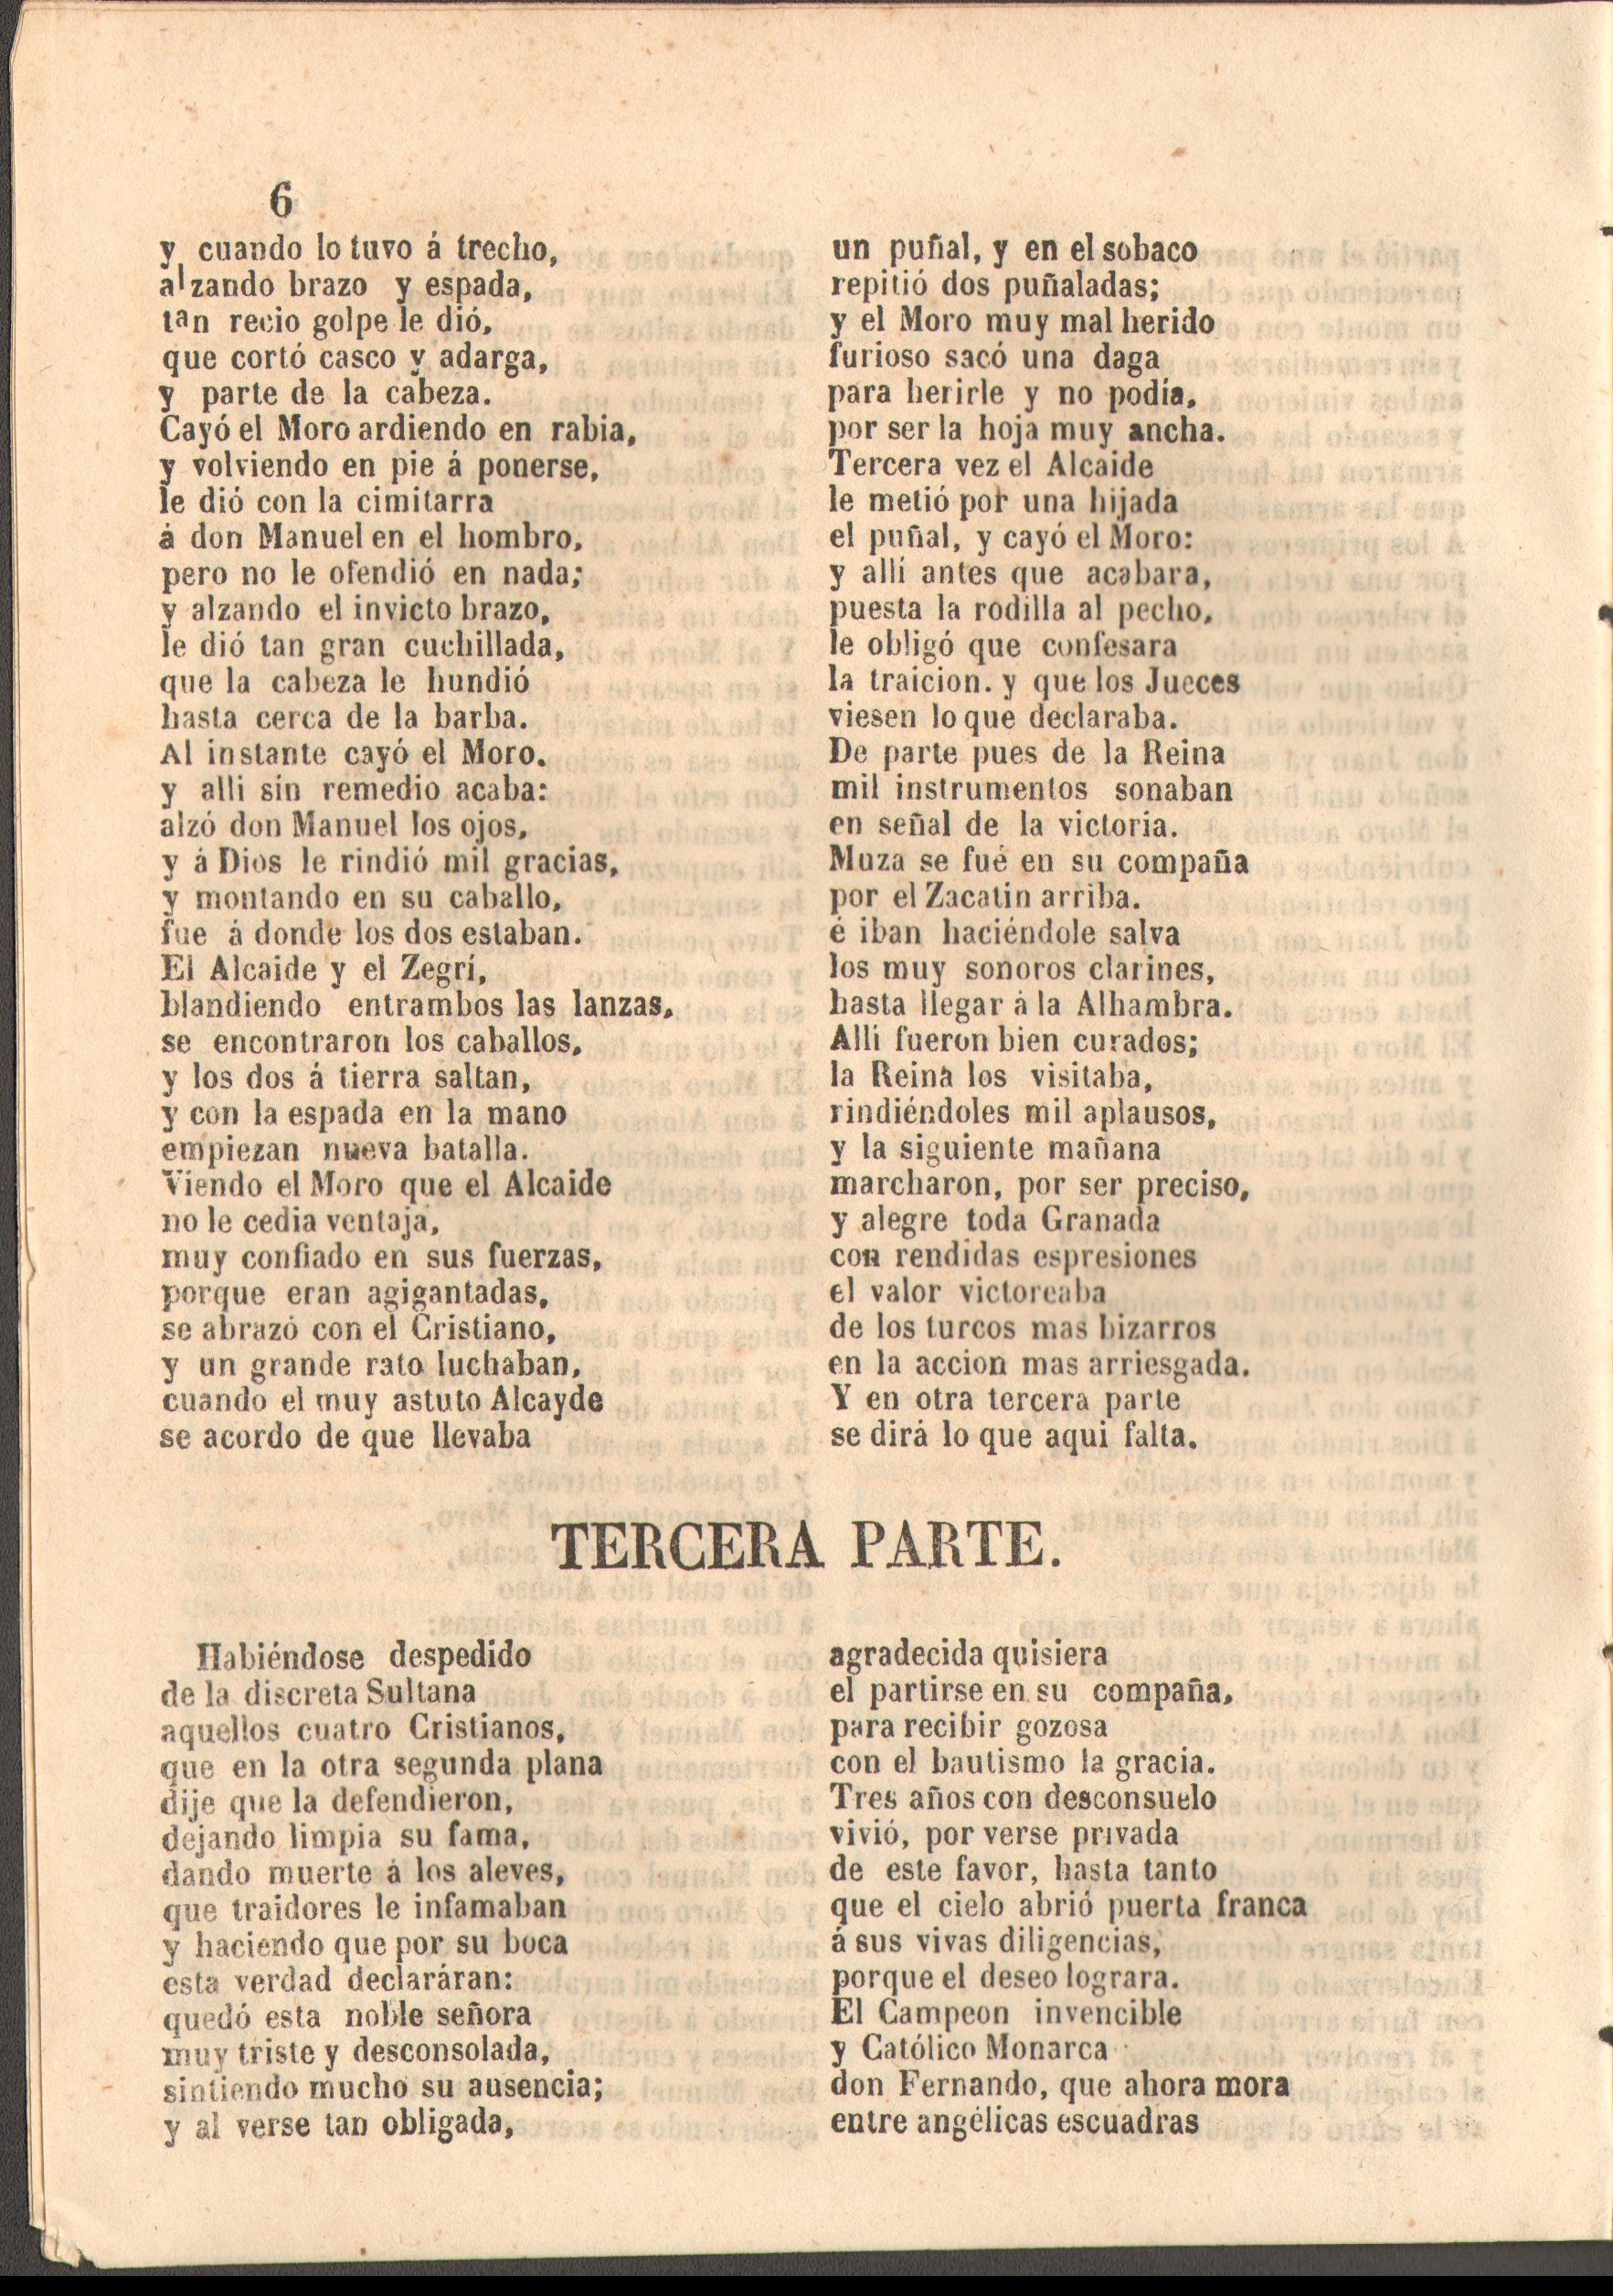 6
y cuando lo tuvo á trecho,
alzando brazo y espada,
tan recio golpe le dió,
que cortó casco y adarga,
y parte de la cabeza.
Cayó el Moro ardiendo en rabia,
y volviendo en pie á ponerse,
le dió con la cimitarra
á don Manuel en el hombro,
pero no le ofendió en nada;
y alzando el invicto brazo,
le dió tan gran cuchillada,
que la cabeza le hundió
hasta cerca de la barba.
Al instante cayó el Moro.
y alli sin remedio acaba:
alzó don Manuel los ojos,
y á Dios le rindió mil gracias,
y montando en su caballo,
fue á donde los dos estaban.
El Alcaide y el Zegrí,
blandiendo entrambos las lanzas,
se encontraron los caballos,
y los dos á tierra saltan,
y con la espada en la mano
empiezan nueva batalla.
Viendo el Moro que el Alcaide
no le cedia ventaja,
muy confiado en sus fuerzas,
porque eran agigantadas,
se abrazó con el Cristiano,
y un grande rato luchaban,
cuando el muy astuto Alcayde
se acordo de que llevaba
un puñal, y en el sobaco
repitió dos puñaladas;
y el Moro muy mal herido
furioso sacó una daga
para herirle y no podía,
por ser la hoja muy ancha.
Tercera vez el Alcaide
le metió por una hijada
el puñal, y cayó el Moro:
y allí antes que acabara,
puesta la rodilla al pecho,
le obligó que confesara
la traicion. y que los Jueces
viesen lo que declaraba.
De parte pues de la Reina
mil instrumentos sonaban
en señal de la victoria.
Muza se fué en su compaña
por el Zacatin arriba.
é iban haciéndole salva
los muy sonoros clarines,
hasta llegar á la Alhambra.
Alli fueron bien curados;
la Reina los visitaba,
rindiéndoles mil aplausos,
y la siguiente mañana
marcharon, por ser preciso,
y alegre toda Granada
con rendidas espresiones
el valor victoreaba
de los turcos mas bizarros
en la accion mas arriesgada.
Y en otra tercera parte
se dirá lo que aqui falta.
TERCERA PARTE.
Habiéndose despedido
de la discreta Sultana
aquellos cuatro Cristianos,
que en la otra segunda plana
dije que la defendieron,
dejando limpia su fama,
dando muerte á los aleves,
que traidores le infamaban
y haciendo que por su boca
esta verdad declaráran:
quedó esta noble señora
muy triste y desconsolada,
sintiendo mucho su ausencia;
y al verse tan obligada,
agradecida quisiera
el partirse en su compaña,
para recibir gozosa
con el bautismo la gracia.
Tres años con desconsuelo
vivió, por verse privada
de este favor, hasta tanto
que el cielo abrió puerta franca
á sus vivas diligencias,
porque el deseo lograra.
El Campeon invencible
y Católico Monarca
don Fernando, que ahora mora
entre angélicas escuadras